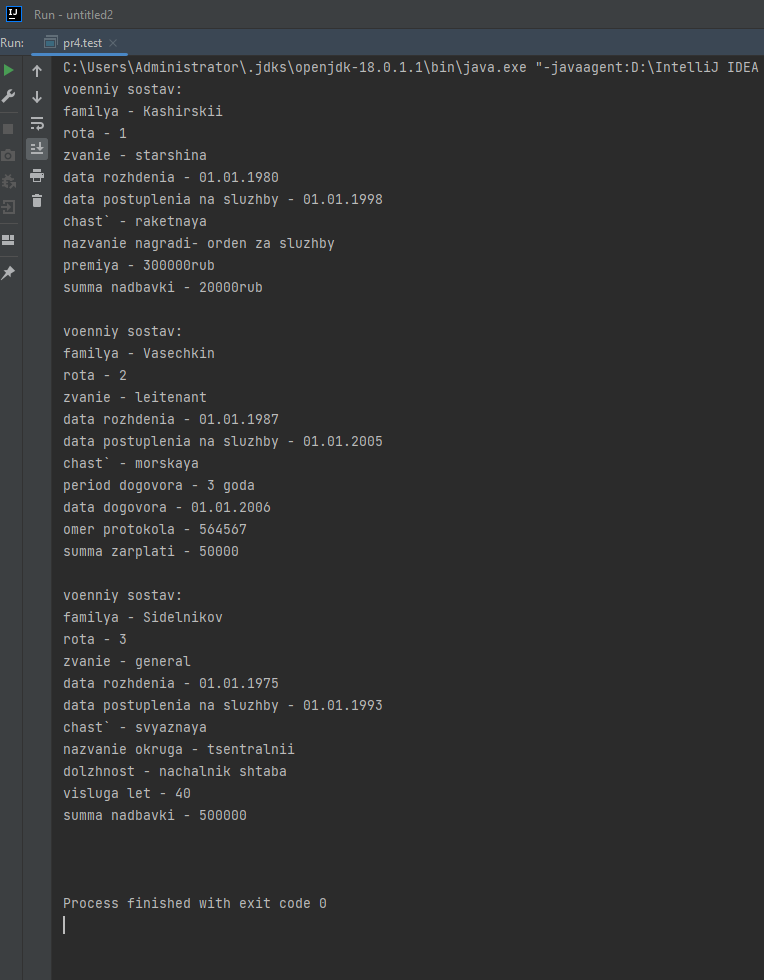 IJ Run - untitled2
Run: pr4.test
C:\Users\Administrator\.jdks\openjdk-18.0.1.1\bin\java.exe "-javaagent:D:\IntelliJ IDEA
voenniy sostav:
familya - Kashirskii
rota - 1
zvanie - starshina
data rozhdenia - 01.01.1980
data postuplenia na sluzhby - 01.01.1998
chast` - raketnaya
nazvanie nagradi- orden za sluzhby
premiya - 300000rub
summa nadbavki - 20000rub
voenniy sostav:
familya - Vasechkin
rota - 2
zvanie - leitenant
data rozhdenia - 01.01.1987
data postuplenia na sluzhby - 01.01.2005
chast` - morskaya
period dogovora - 3 goda
data dogovora - 01.01.2006
omer protokola - 564567
summa zarplati - 50000
voenniy sostav:
familya - Sidelnikov
rota - 3
zvanie - general
data rozhdenia - 01.01.1975
data postuplenia na sluzhby - 01.01.1993
chast` - svyaznaya
nazvanie okruga - tsentralnii
dolzhnost - nachalnik shtaba
visluga let - 40
summa nadbavki - 500000
Process finished with exit code 0